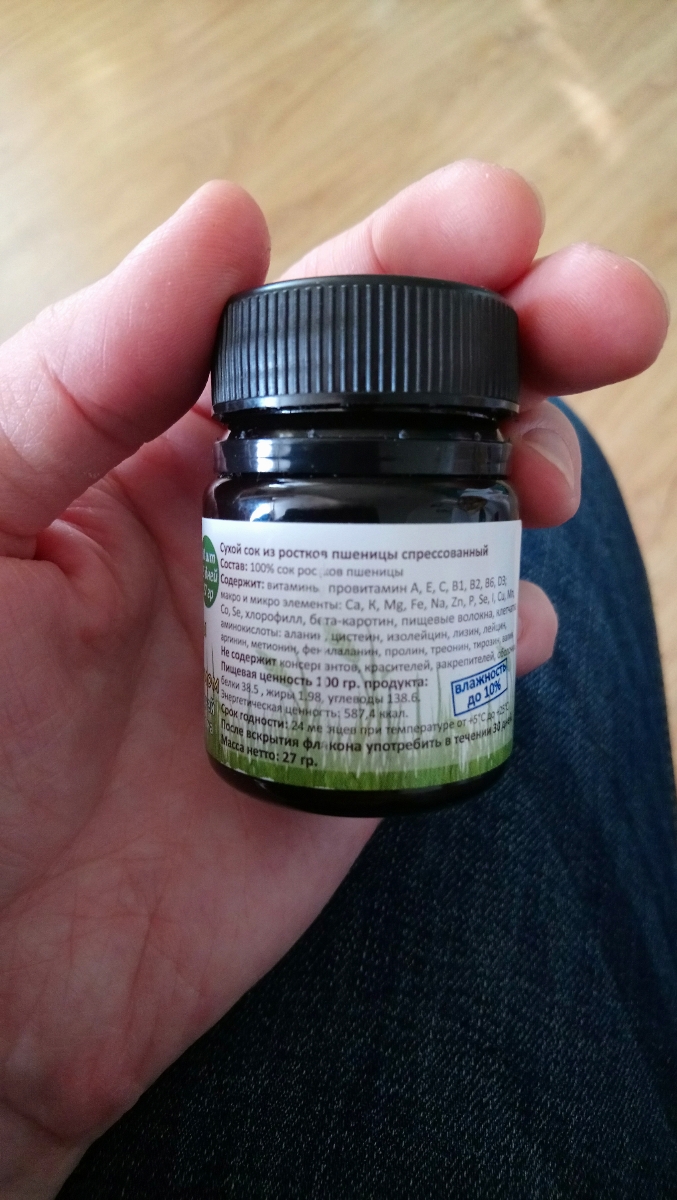 Сухой сок из ростков пшеницы спрессованный
Состав: 100% сок ростков пшеницы
Содержит: витамины провитамин А, Е, С, В1, В2, В6, D3,
макро и микро элементы: Ca, K, Mg, Fe, Na, Zn, P, Se, I, Cu, Mn,
Co, Se, хлорофилл, бета-каротин, пищевые волокна,
аминокислоты: аланин, цистеин, изолейцин, лизин, лейцин,
аргинин, метионин, фенилаланин, пролин, треонин, тирозин,
Не содержит консервантов, красителей,
Пищевая ценность 100 гр. продукта:
белки 38.5 , жиры 1.98, углеводы 138.6.
Энергетическая ценность: 587,4 ккал.
Срок годности: 24 месяцев при температуре от +5°С до +25°С
После вскрытия флакона употребить в течении 30 дней
Масса нетто: 27 гр.
влажность
до 10%